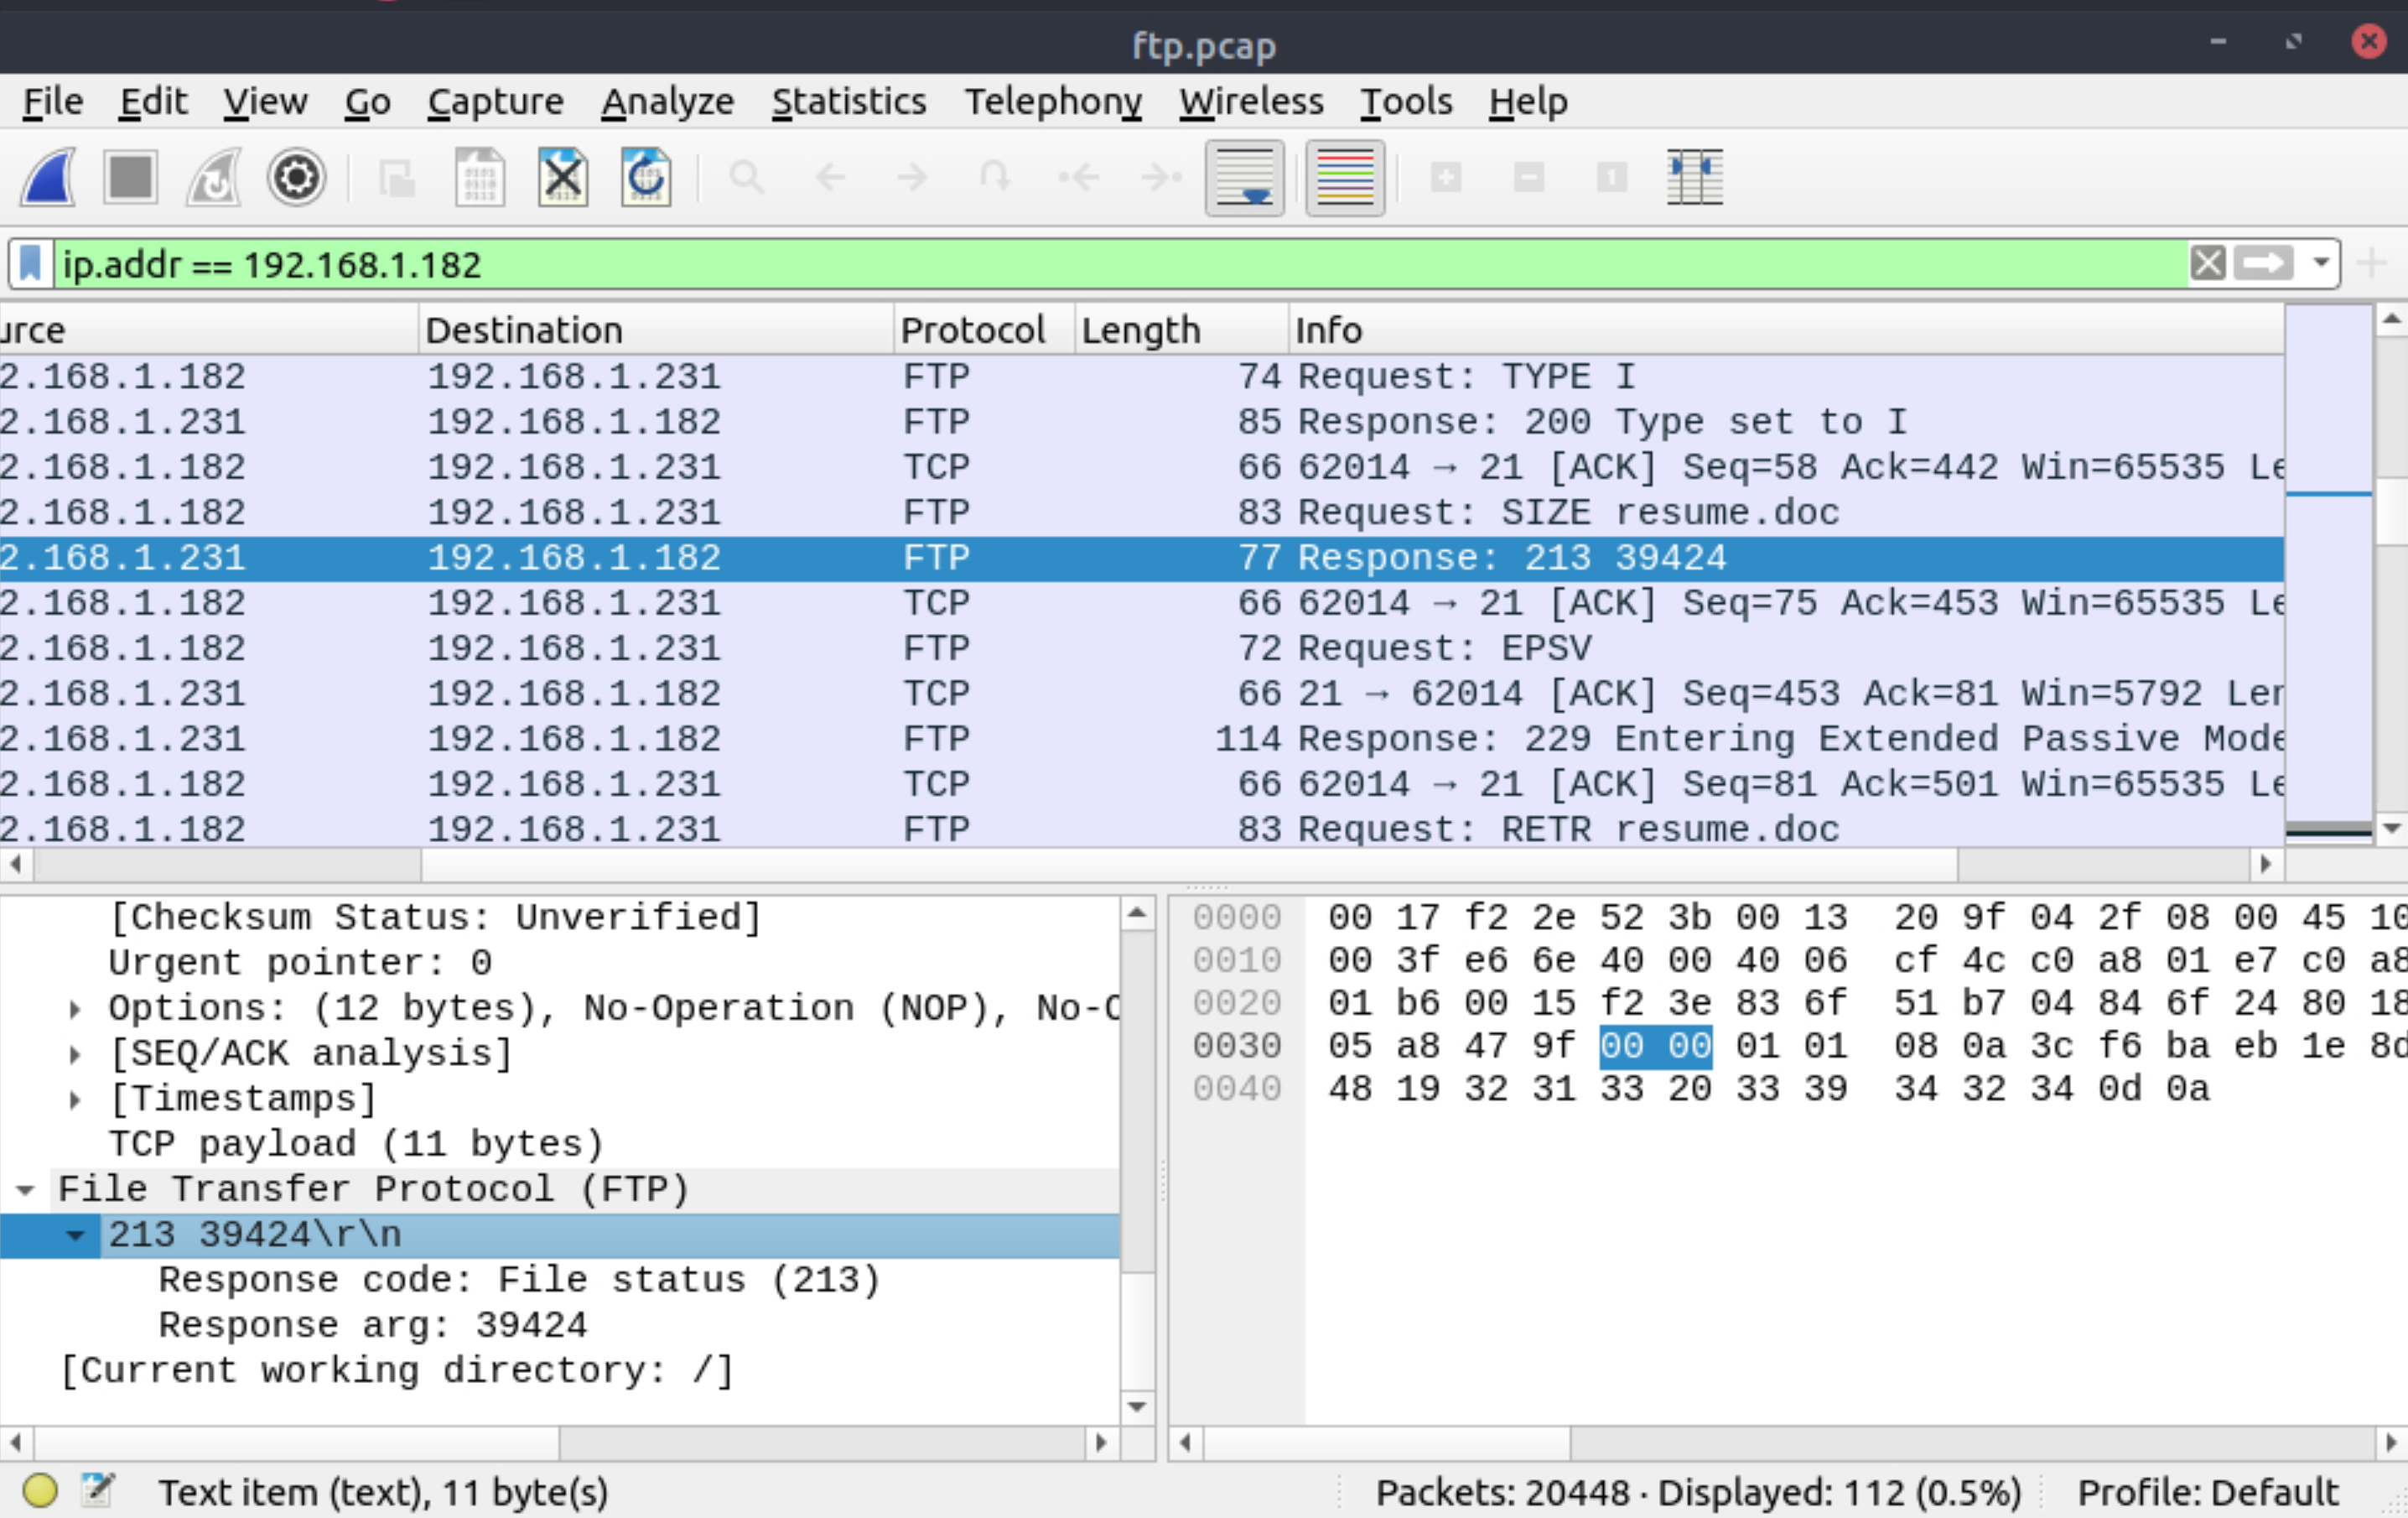 ftp.pcap
File Edit View Go Capture Analyze Statistics Telephony Wireless Tools Help
ip.addr == 192.168.1.182
urce Destination Protocol Length Info
2.168.1.182 192.168.1.231 FTP 74 Request: TYPE I
2.168.1.231 192.168.1.182 FTP 85 Response: 200 Type set to I
2.168.1.182 192.168.1.231 TCP 66 62014 → 21 [ACK] Seq=58 Ack=442 Win=65535 Le
2.168.1.182 192.168.1.231 FTP 83 Request: SIZE resume.doc
2.168.1.231 192.168.1.182 FTP 77 Response: 213 39424
2.168.1.182 192.168.1.231 TCP 66 62014 → 21 [ACK] Seq=75 Ack=453 Win=65535 Le
2.168.1.182 192.168.1.231 FTP 72 Request: EPSV
2.168.1.231 192.168.1.182 TCP 66 21 → 62014 [ACK] Seq=453 Ack=81 Win=5792 Len
2.168.1.231 192.168.1.182 FTP 114 Response: 229 Entering Extended Passive Mode
2.168.1.182 192.168.1.231 TCP 66 62014 → 21 [ACK] Seq=81 Ack=501 Win=65535 Le
2.168.1.182 192.168.1.231 FTP 83 Request: RETR resume.doc
[Checksum Status: Unverified]
Urgent pointer: 0
Options: (12 bytes), No-Operation (NOP), No-O
[SEQ/ACK analysis]
[Timestamps]
TCP payload (11 bytes)
File Transfer Protocol (FTP)
213 39424\r\n
Response code: File status (213)
Response arg: 39424
[Current working directory: /]
0000 00 17 f2 2e 52 3b 00 13 20 9f 04 2f 08 00 45 10
0010 00 3f e6 6e 40 00 40 06 cf 4c c0 a8 01 e7 c0 a8
0020 01 b6 00 15 f2 3e 83 6f 51 b7 04 84 6f 24 80 18
0030 05 a8 47 9f 00 00 01 01 08 0a 3c f6 ba eb 1e 8d
0040 48 19 32 31 33 20 33 39 34 32 34 0d 0a
Text item (text), 11 byte(s) Packets: 20448 · Displayed: 112 (0.5%) Profile: Default